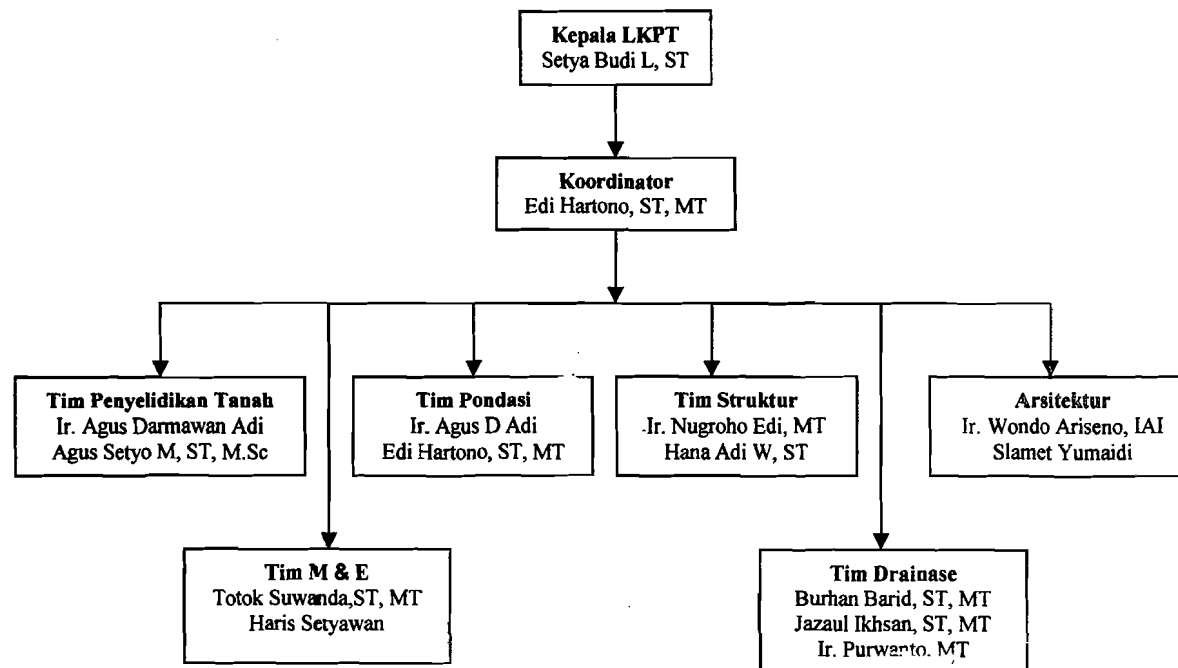 Kepala LKPT
Setya Budi L, ST
Koordinator
Edi Hartono, ST, MT
Tim Penyelidikan Tanah
Ir. Agus Darmawan Adi
Agus Setyo M, ST, M.Sc
Tim Pondasi
Ir. Agus D Adi
Edi Hartono, ST, MT
Tim Struktur
Ir. Nugroho Edi, MT
Hana Adi W, ST
Arsitektur
Ir. Wondo Ariseno, IAI
Slamet Yumaidi
Tim M & E
Totok Suwanda,ST, MT
Haris Setyawan
Tim Drainase
Burhan Barid, ST, MT
Jazaul Ikhsan, ST, MT
Ir. Purwanto, MT